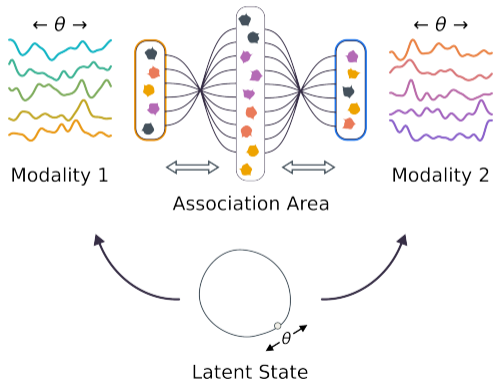 ← θ →
← θ →
Modality 1
Modality 2
Association Area
θ
Latent State